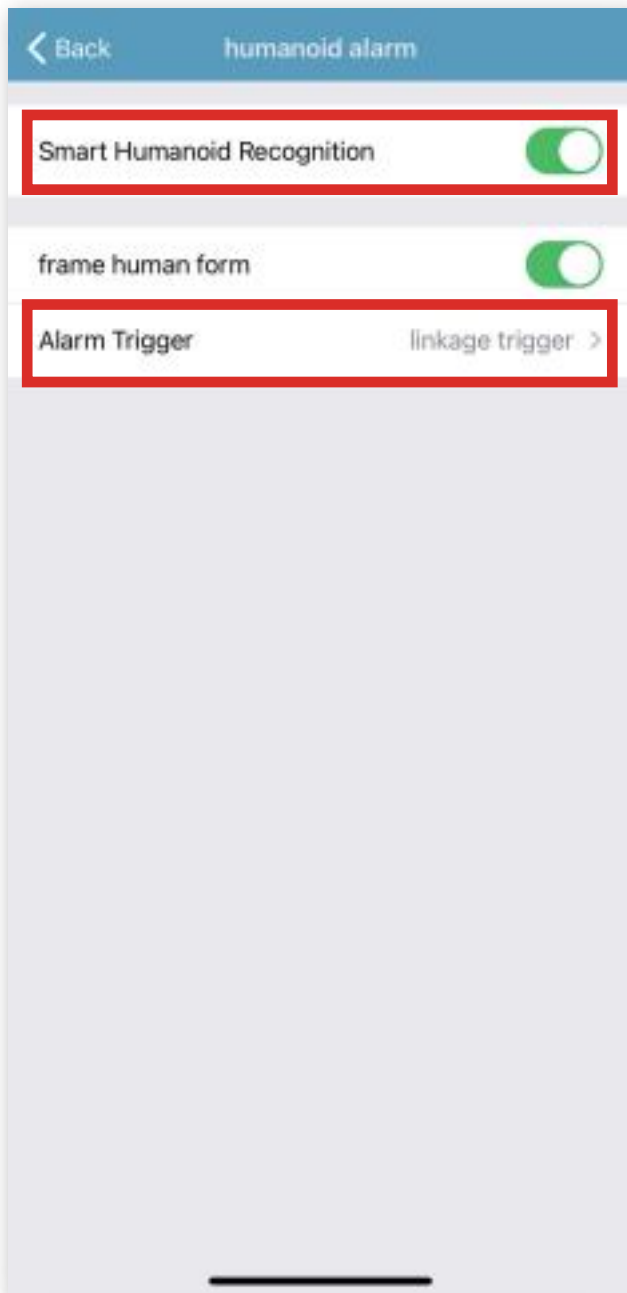 Back humanoid alarm
Smart Humanoid Recognition
frame human form
Alarm Trigger linkage trigger >